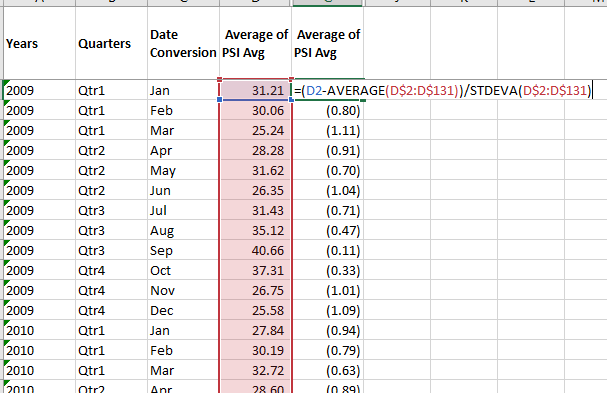 Years Quarters Date Conversion Average of PSI Avg Average of PSI Avg
2009 Qtr1 Jan 31.21 =(D2-AVERAGE(D$2:D$131))/STDEVA(D$2:D$131)
2009 Qtr1 Feb 30.06 (0.80)
2009 Qtr1 Mar 25.24 (1.11)
2009 Qtr2 Apr 28.28 (0.91)
2009 Qtr2 May 31.62 (0.70)
2009 Qtr2 Jun 26.35 (1.04)
2009 Qtr3 Jul 31.43 (0.71)
2009 Qtr3 Aug 35.12 (0.47)
2009 Qtr3 Sep 40.66 (0.11)
2009 Qtr4 Oct 37.31 (0.33)
2009 Qtr4 Nov 26.75 (1.01)
2009 Qtr4 Dec 25.58 (1.09)
2010 Qtr1 Jan 27.84 (0.94)
2010 Qtr1 Feb 30.19 (0.79)
2010 Qtr1 Mar 32.72 (0.63)
2010 Qtr2 Apr 28.60 (0.89)